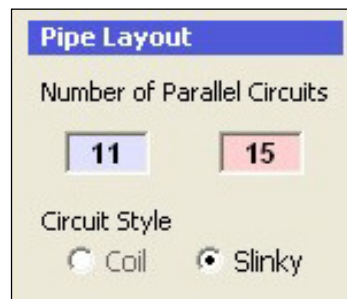 Pipe Layout
Number of Parallel Circuits
11 15
Circuit Style
Coil Slinky